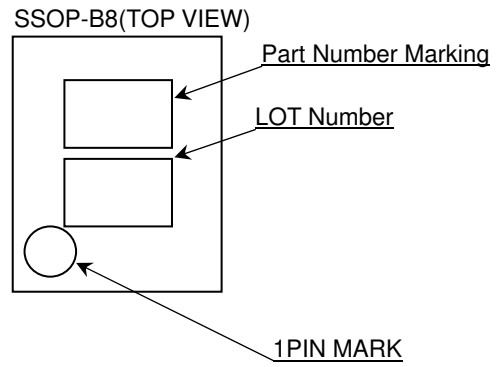 SSOP-B8(TOP VIEW)
Part Number Marking
LOT Number
1PIN MARK